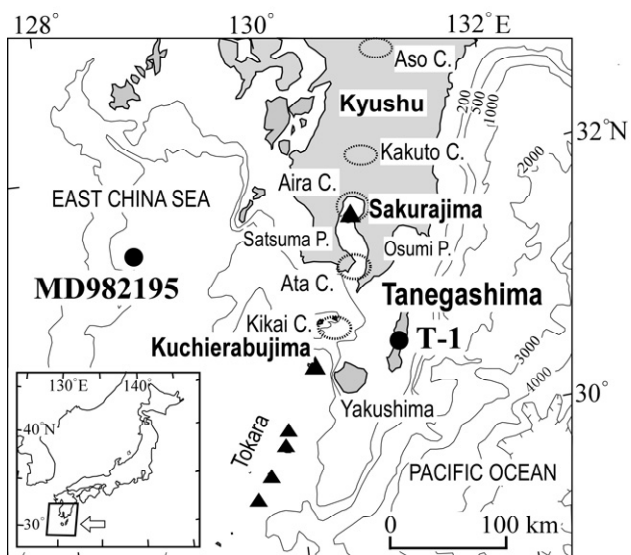 128°
130°
132°E
Aso C.
200
500
1000
Kyushu
32°N
2000
Kakuto C.
Aira C.
EAST CHINA SEA
Sakurajima
Satsuma P.
Osumi P.
MD982195
Ata C.
Tanegashima
Kikai C.
T-1
Kuchierabujima
3000
4000
30°
Yakushima
130°E
140°
40°N
Tokara
PACIFIC OCEAN
30°
0
100 km